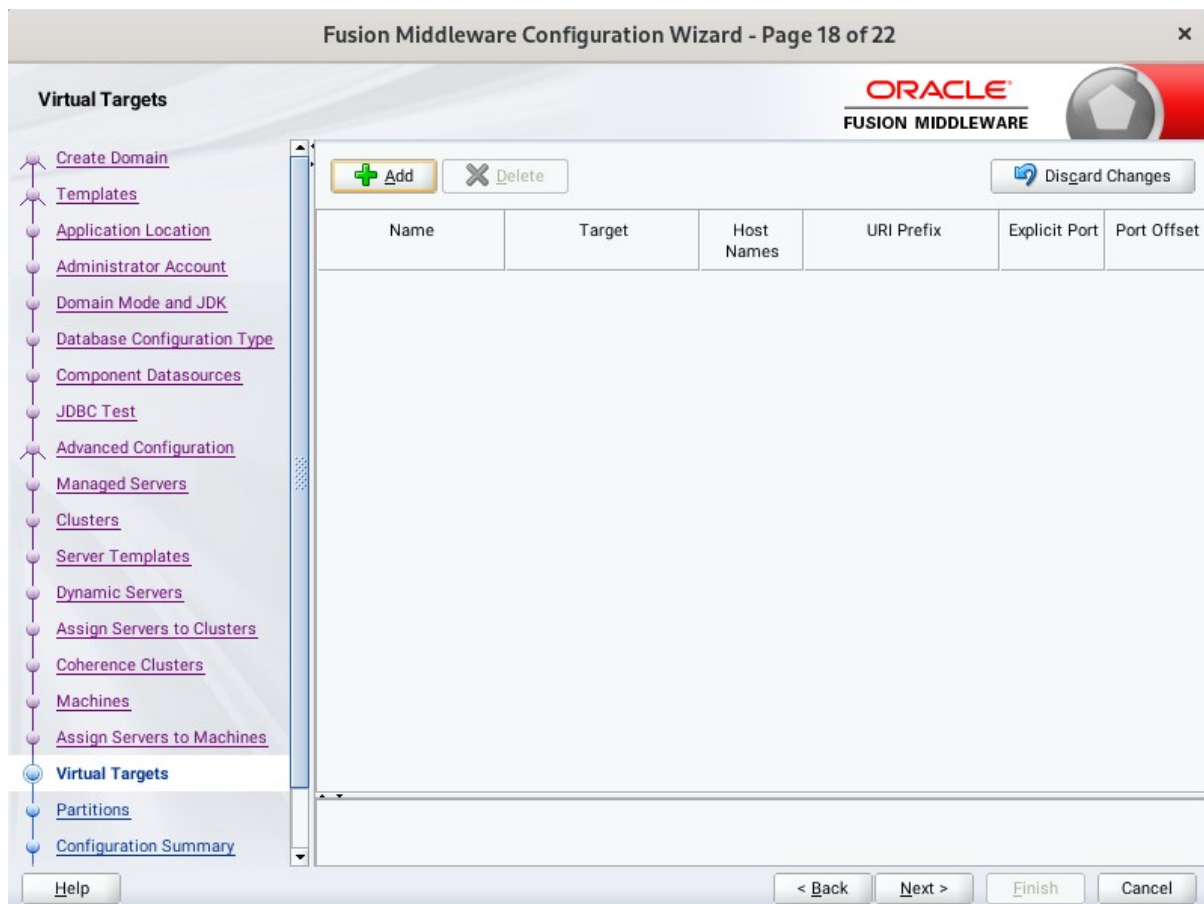 Fusion Middleware Configuration Wizard - Page 18 of 22
Virtual Targets
ORACLE
FUSION MIDDLEWARE
Create Domain
Templates
Application Location
Administrator Account
Domain Mode and JDK
Database Configuration Type
Component Datasources
JDBC Test
Advanced Configuration
Managed Servers
Clusters
Server Templates
Dynamic Servers
Assign Servers to Clusters
Coherence Clusters
Machines
Assign Servers to Machines
Virtual Targets
Partitions
Configuration Summary
Add Delete Discard Changes
Name Target Host Names URI Prefix Explicit Port Port Offset
Help < Back Next > Finish Cancel